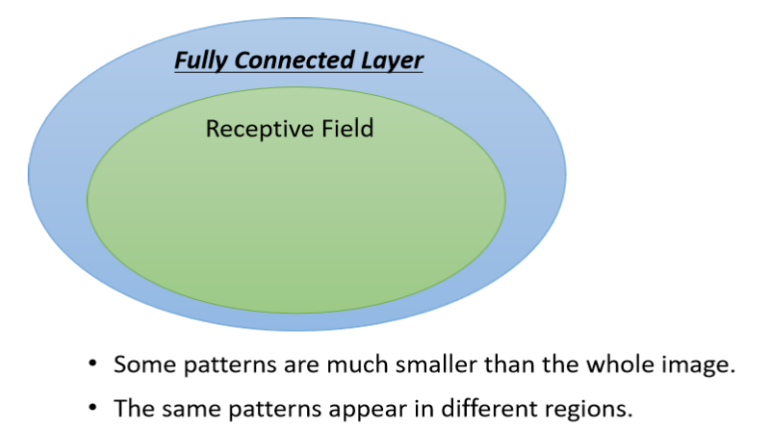 Fully Connected Layer
Receptive Field
• Some patterns are much smaller than the whole image.
• The same patterns appear in different regions.